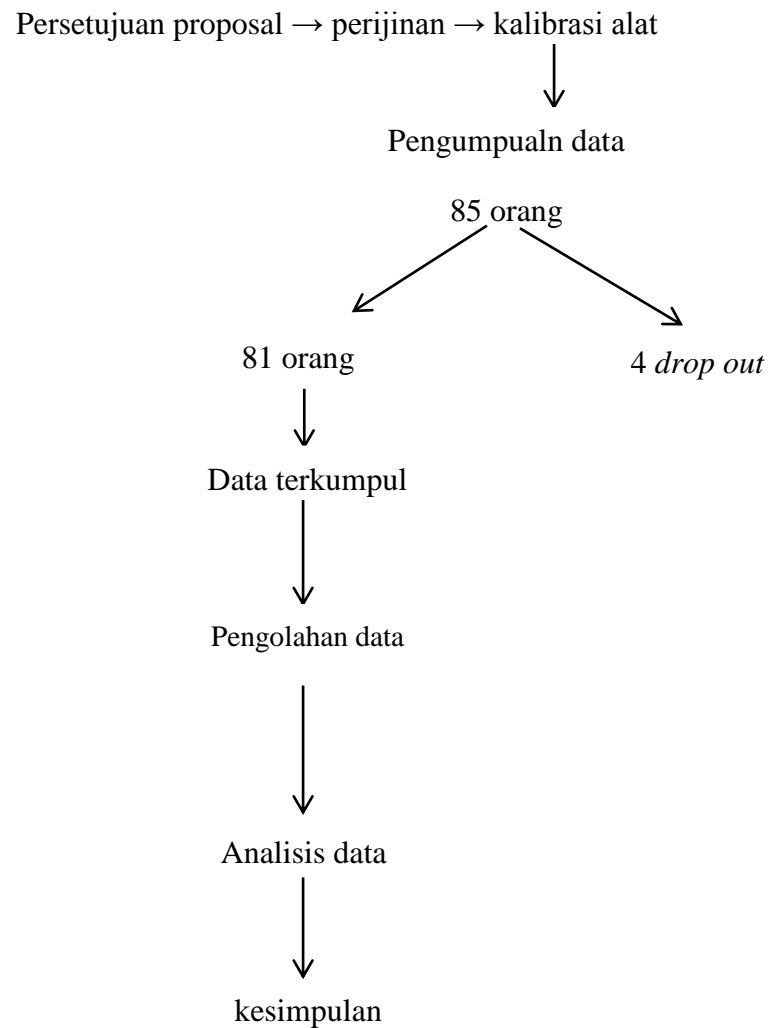 Persetujuan proposal → perijinan → kalibrasi alat
Pengumpualn data
85 orang
81 orang
4 drop out
Data terkumpul
Pengolahan data
Analisis data
kesimpulan